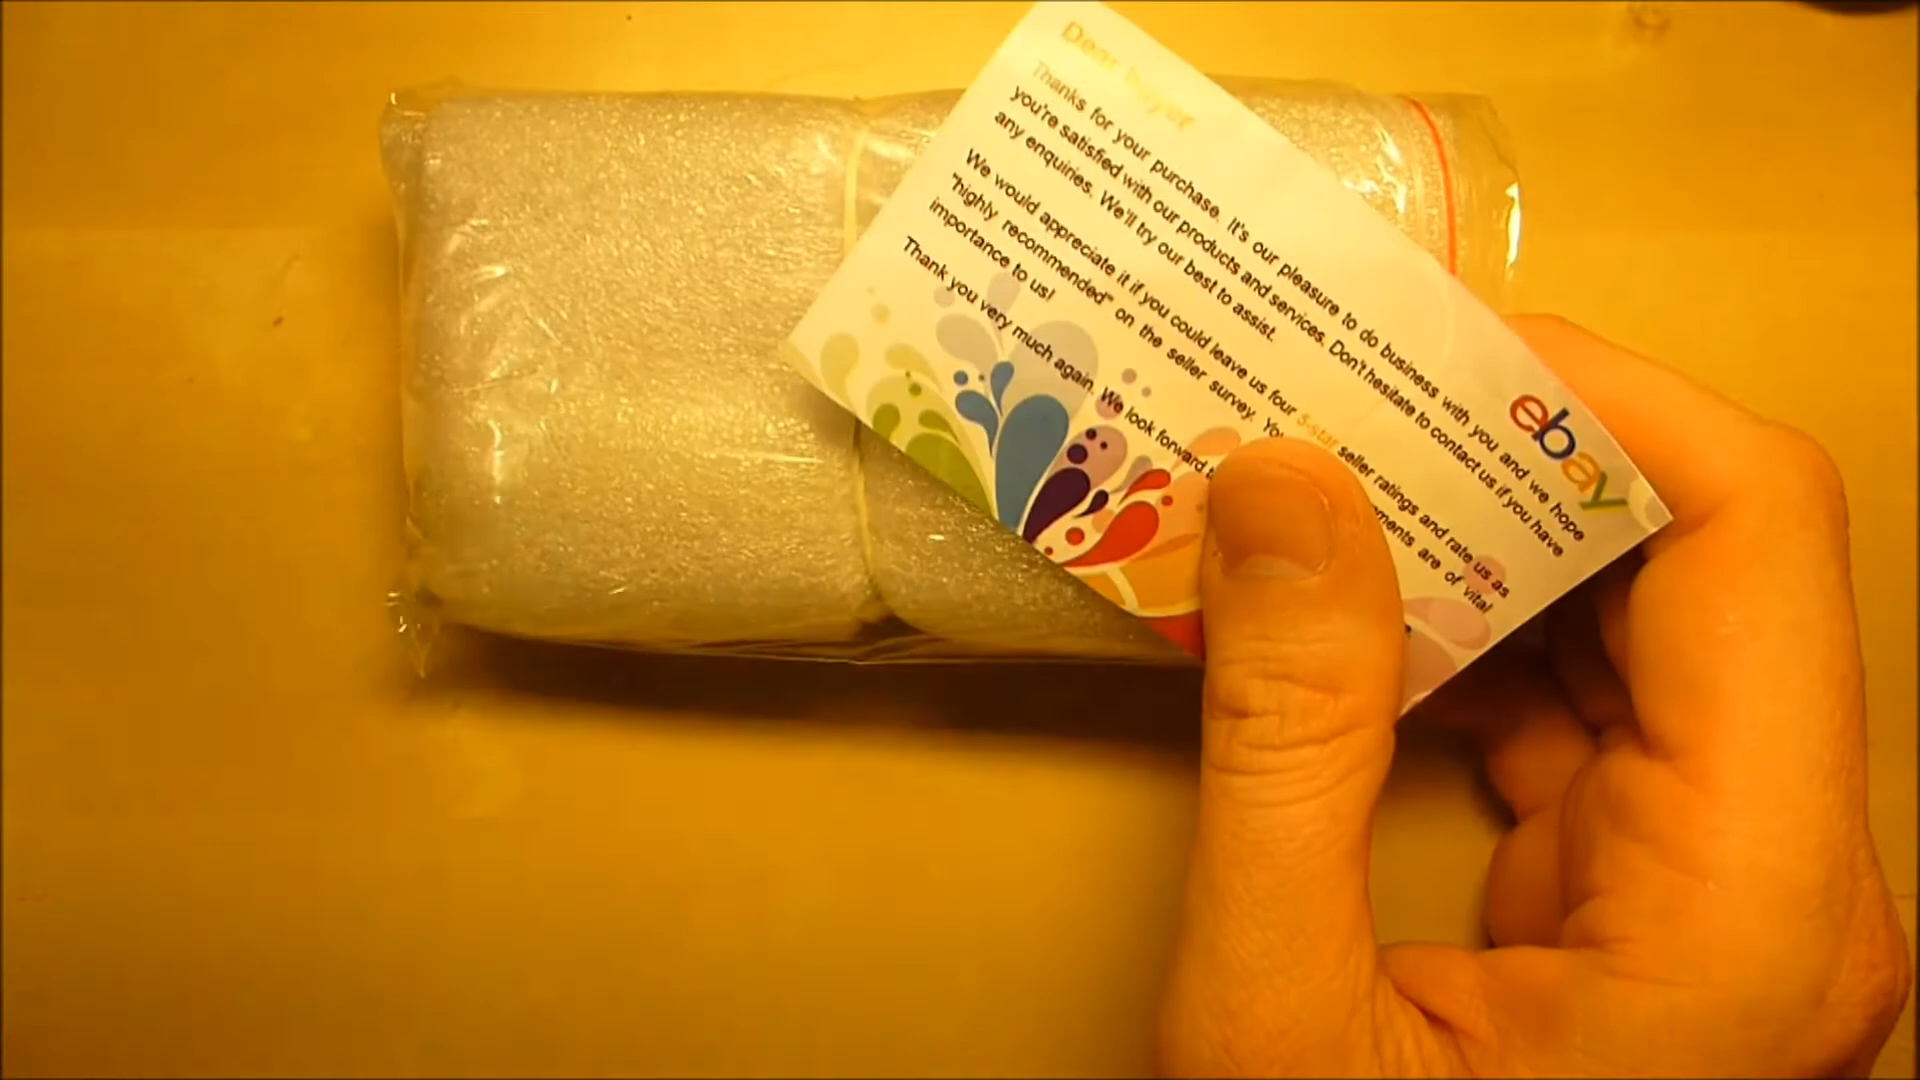 Dear buyer
Thanks for your purchase. It's our pleasure to do business with you and we hope
you're satisfied with our products and services. Don't hesitate to contact us if you have
any enquiries. We'll try our best to assist.
We would appreciate it if you could leave us four 5-star seller ratings and rate us as
"highly recommended" on the seller survey. ments are of vital
importance to us!
Thank you very much again. We look forward
ebay